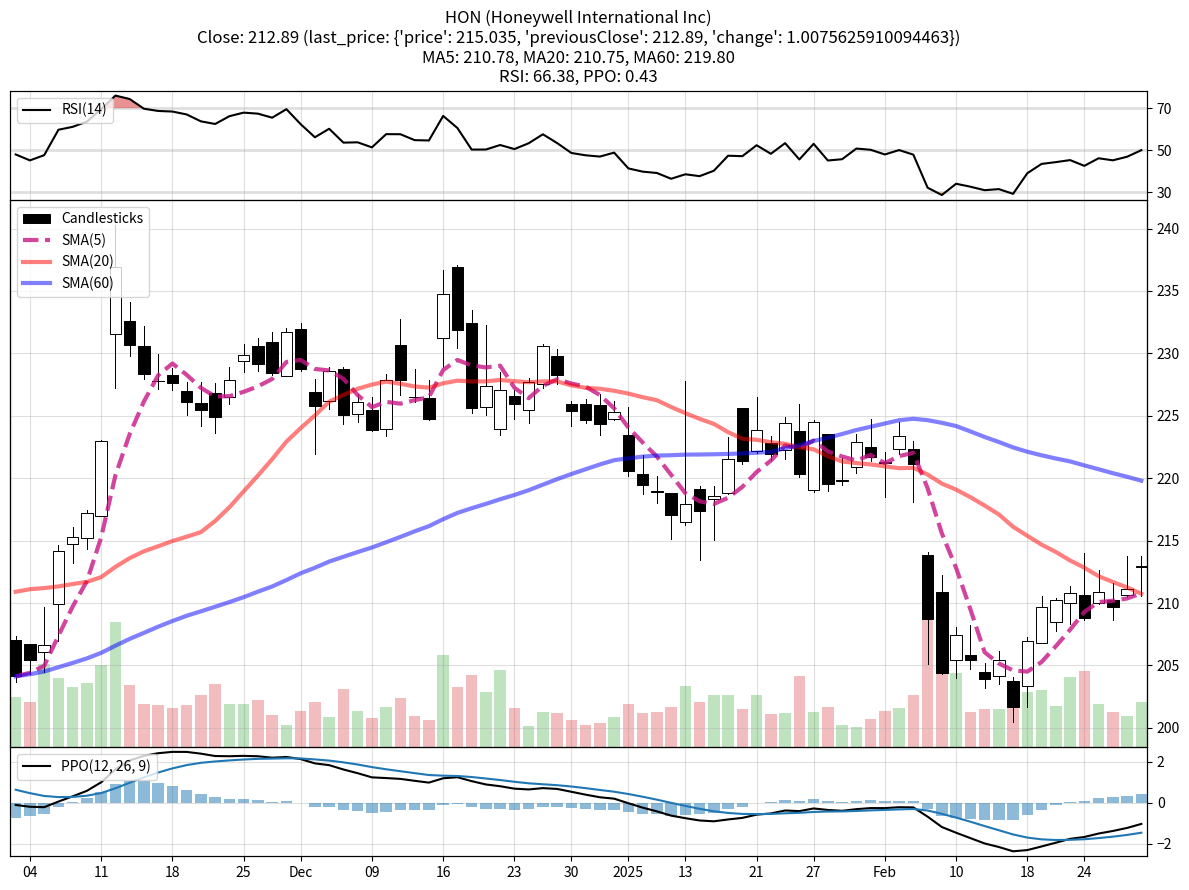 HON (Honeywell International Inc)
Close: 212.89 (last_price: {'price': 215.035, 'previousClose': 212.89, 'change': 1.0075625910094463})
MA5: 210.78, MA20: 210.75, MA60: 219.80
RSI: 66.38, PPO: 0.43
RSI(14)
70
50
30
Candlesticks
SMA(5)
SMA(20)
SMA(60)
240
235
230
225
220
215
210
205
200
PPO(12, 26, 9)
2
0
−2
04 11 18 25 Dec 09 16 23 30 2025 13 21 27 Feb 10 18 24